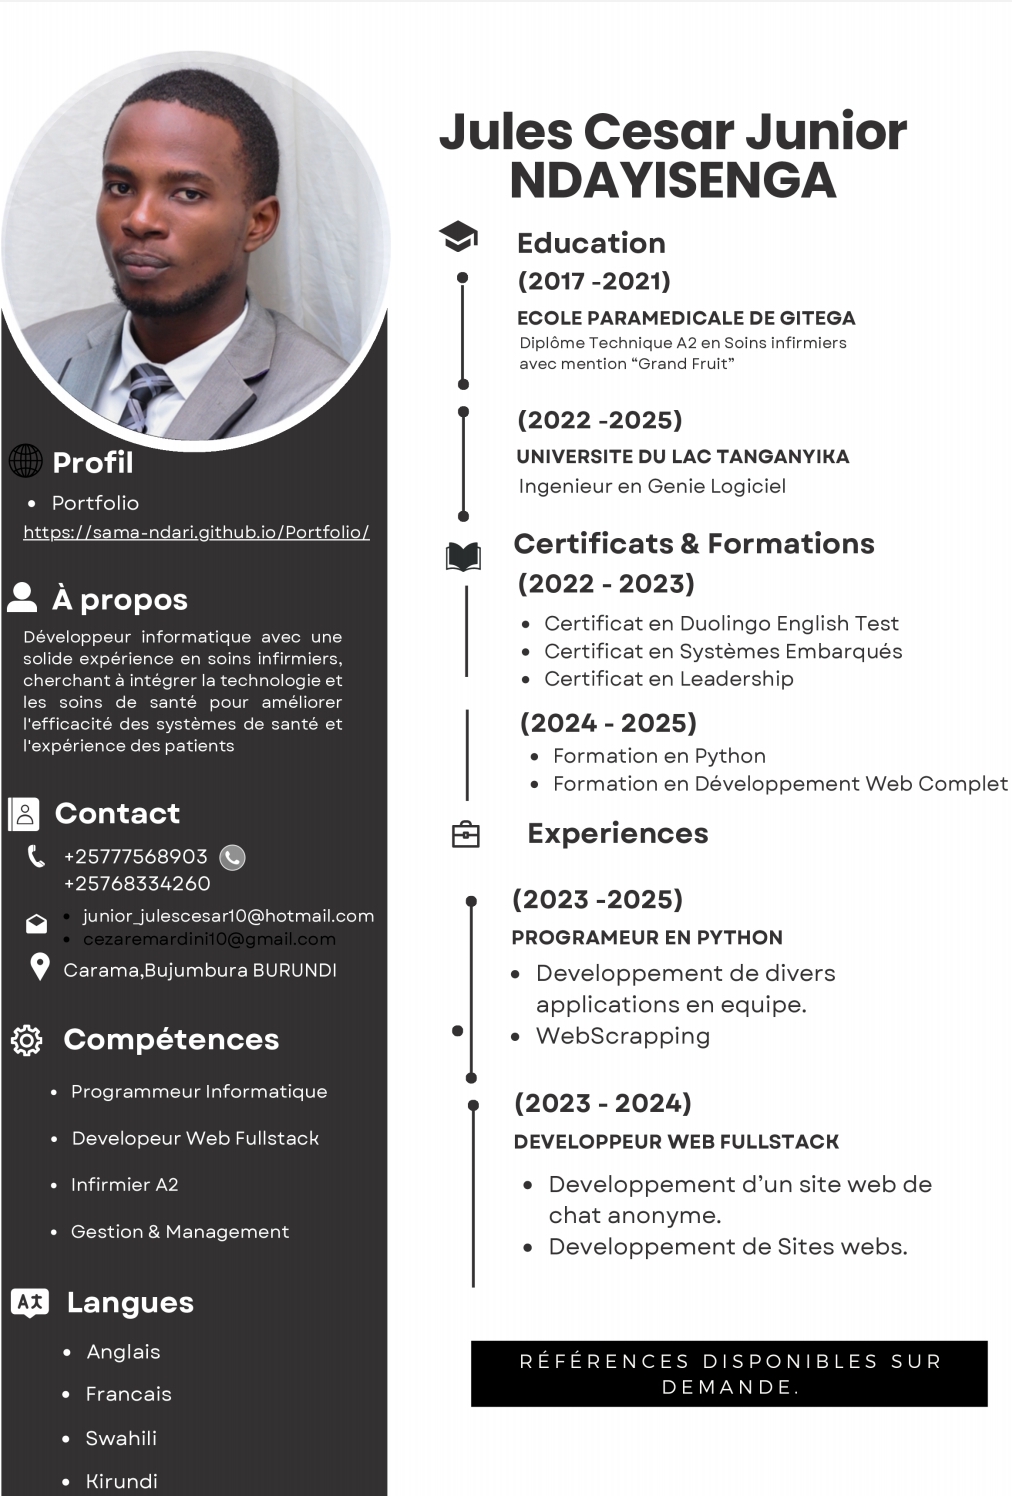 Jules Cesar Junior
NDAYISENGA
Education
(2017 -2021)
ECOLE PARAMEDICALE DE GITEGA
Diplôme Technique A2 en Soins infirmiers
avec mention “Grand Fruit”
(2022 -2025)
UNIVERSITE DU LAC TANGANYIKA
Ingenieur en Genie Logiciel
Certificats & Formations
(2022 - 2023)
• Certificat en Duolingo English Test
• Certificat en Systèmes Embarqués
• Certificat en Leadership
(2024 - 2025)
• Formation en Python
• Formation en Développement Web Complet
Experiences
(2023 -2025)
PROGRAMEUR EN PYTHON
• Developpement de divers
applications en equipe.
• WebScrapping
(2023 - 2024)
DEVELOPPEUR WEB FULLSTACK
• Developpement d’un site web de
chat anonyme.
• Developpement de Sites webs.
RÉFÉRENCES DISPONIBLES SUR
DEMANDE.
Profil
• Portfolio
https://sama-ndari.github.io/Portfolio/
À propos
Développeur informatique avec une
solide expérience en soins infirmiers,
cherchant à intégrer la technologie et
les soins de santé pour améliorer
l'efficacité des systèmes de santé et
l'expérience des patients
Contact
+25777568903
+25768334260
• junior_julescesar10@hotmail.com
• cezaremardini10@gmail.com
Carama,Bujumbura BURUNDI
Compétences
• Programmeur Informatique
• Developeur Web Fullstack
• Infirmier A2
• Gestion & Management
Langues
• Anglais
• Francais
• Swahili
• Kirundi